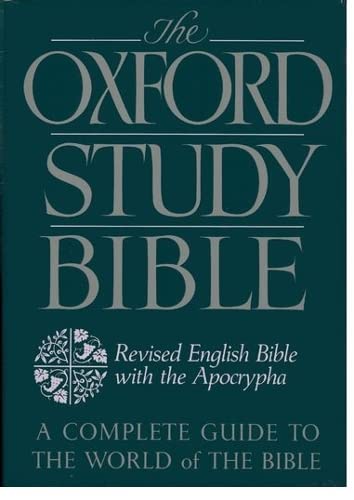 The
OXFORD
STUDY
BIBLE
Revised English Bible
with the Apocrypha
A COMPLETE GUIDE TO
THE WORLD of THE BIBLE